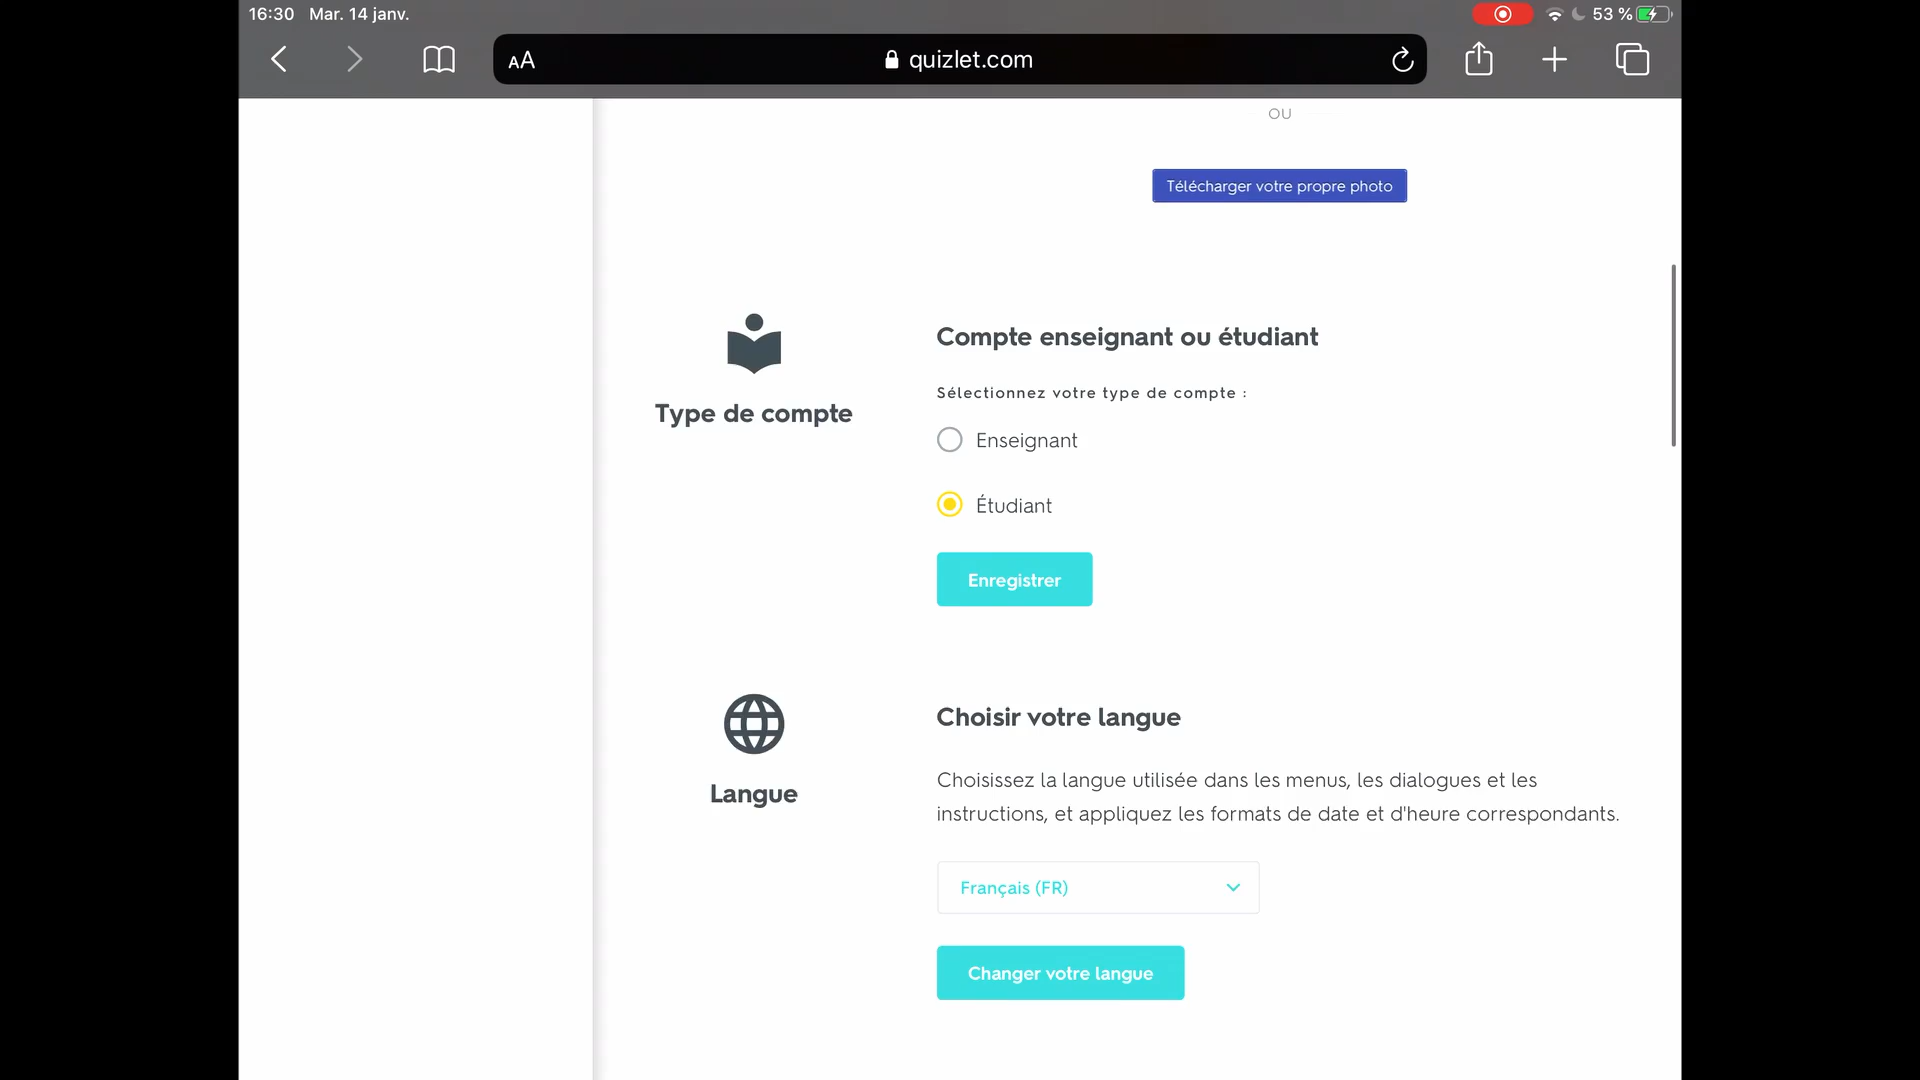 16:30 Mar. 14 janv.
53 %
AA
quizlet.com
OU
Télécharger votre propre photo
Compte enseignant ou étudiant
Sélectionnez votre type de compte :
Type de compte
Enseignant
Étudiant
Enregistrer
Choisir votre langue
Choisissez la langue utilisée dans les menus, les dialogues et les
instructions, et appliquez les formats de date et d'heure correspondants.
Langue
Français (FR)
Changer votre langue